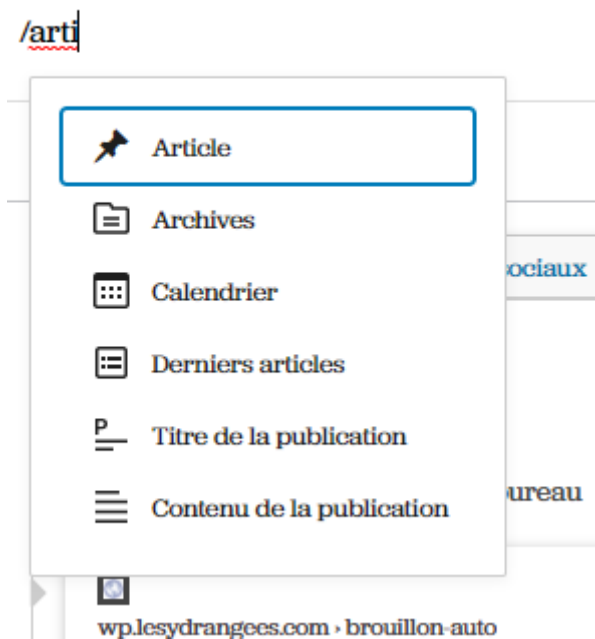 /arti
Article
Archives
ociaux
Calendrier
Derniers articles
Titre de la publication
ureau
Contenu de la publication
wp.lesydrangees.com › brouillon-auto